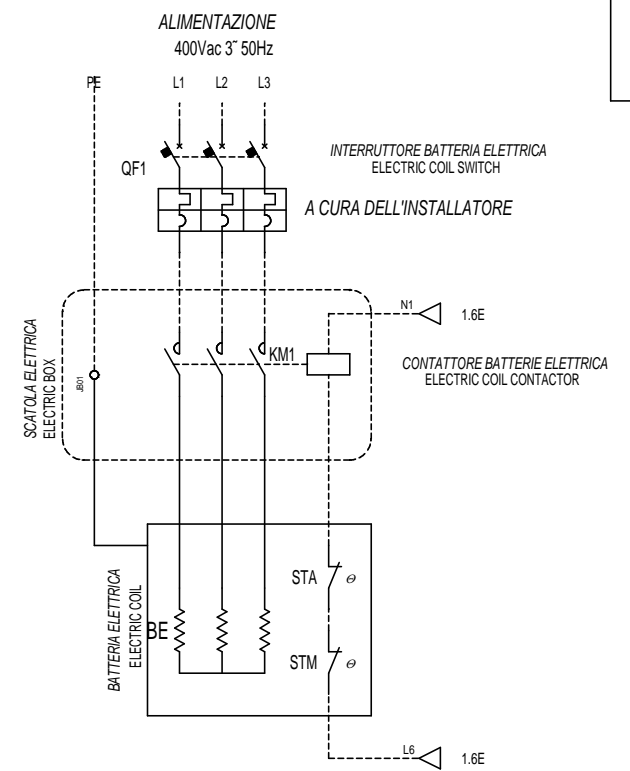 ALIMENTAZIONE
400Vac 3~ 50Hz
PE L1 L2 L3
QF1
INTERRUTTORE BATTERIA ELETTRICA
ELECTRIC COIL SWITCH
A CURA DELL'INSTALLATORE
N1
1.6E
KM1
CONTATTORE BATTERIE ELETTRICA
ELECTRIC COIL CONTACTOR
SCATOLA ELETTRICA
ELECTRIC BOX
JB01
STA
Θ
BATTERIA ELETTRICA
ELECTRIC COIL
BE
STM
Θ
L6
1.6E